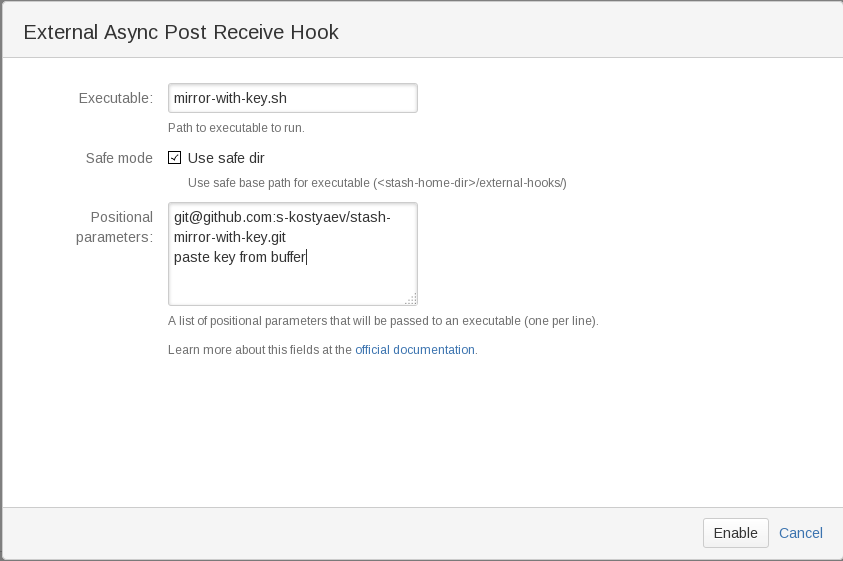 External Async Post Receive Hook
Executable:
mirror-with-key.sh
Path to executable to run.
Safe mode
Use safe dir
Use safe base path for executable (<stash-home-dir>/external-hooks/)
Positional
parameters:
git@github.com:s-kostyaev/stash-
mirror-with-key.git
paste key from buffer
A list of positional parameters that will be passed to an executable (one per line).
Learn more about this fields at the official documentation.
Enable
Cancel